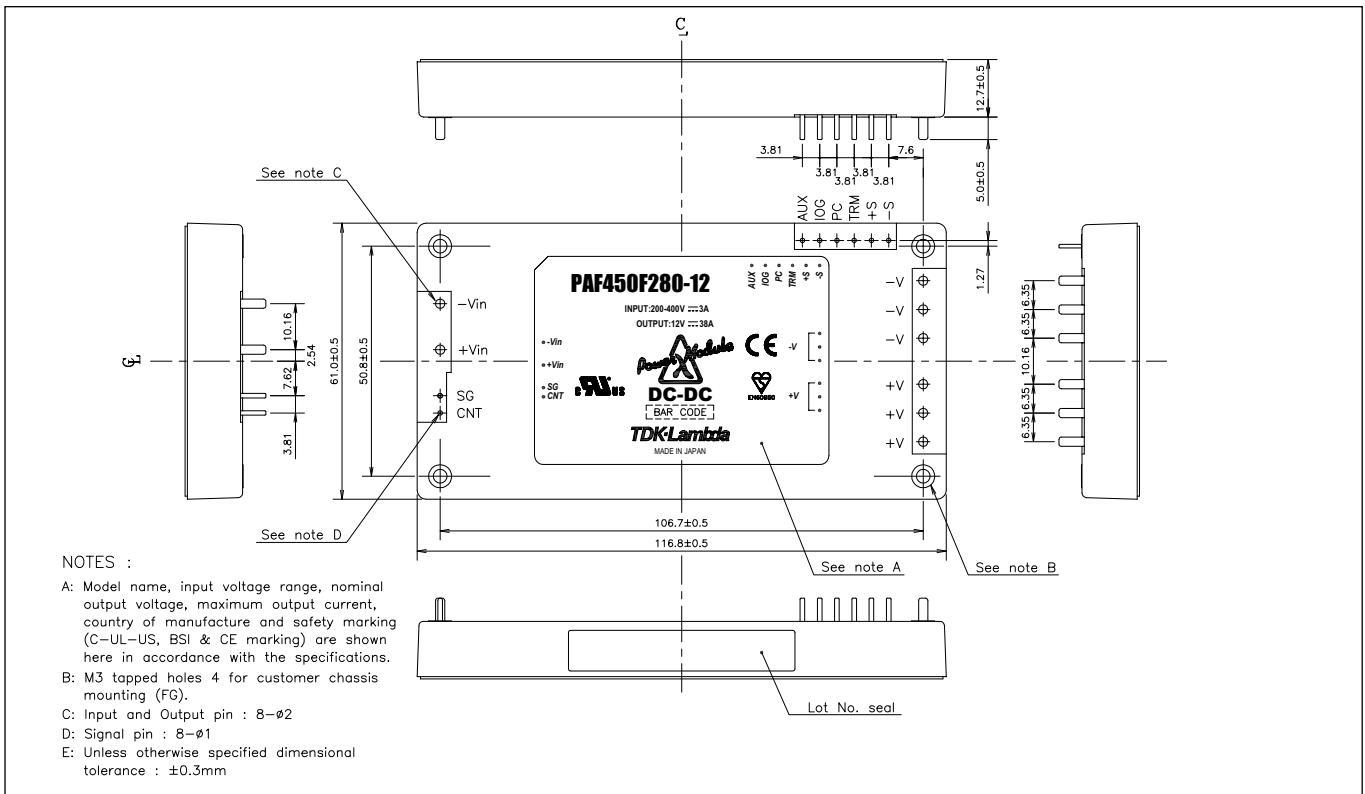 C L
12.7±0.5
5.0±0.5
3.81
3.81
3.81
3.81
3.81
7.6
1.27
See note C
AUX
IOG
PC
TRM
+S
-S
-Vin
+Vin
SG
CNT
-V
-V
-V
+V
+V
+V
10.16
2.54
7.62
3.81
61.0±0.5
50.8±0.5
C L
6.35
6.35
10.16
6.35
6.35
PAF450F280-12
INPUT:200-400V 3A
OUTPUT:12V 38A
AUX
IOG
PC
TRM
+S
-S
-Vin
+Vin
SG
CNT
-V
+V
Power Module
DC-DC
BAR CODE
TDK-Lambda
MADE IN JAPAN
C RU US
CE
EN60950
106.7±0.5
116.8±0.5
See note D
See note A
See note B
Lot No. seal
NOTES :
A: Model name, input voltage range, nominal
output voltage, maximum output current,
country of manufacture and safety marking
(C-UL-US, BSI & CE marking) are shown
here in accordance with the specifications.
B: M3 tapped holes 4 for customer chassis
mounting (FG).
C: Input and Output pin : 8-ø2
D: Signal pin : 8-ø1
E: Unless otherwise specified dimensional
tolerance : ±0.3mm